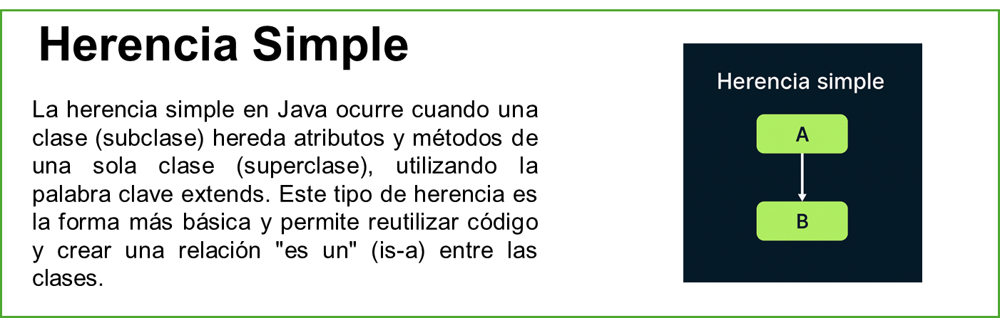 Herencia Simple
La herencia simple en Java ocurre cuando una
clase (subclase) hereda atributos y métodos de
una sola clase (superclase), utilizando la
palabra clave extends. Este tipo de herencia es
la forma más básica y permite reutilizar código
y crear una relación "es un" (is-a) entre las
clases.
Herencia simple
A
B